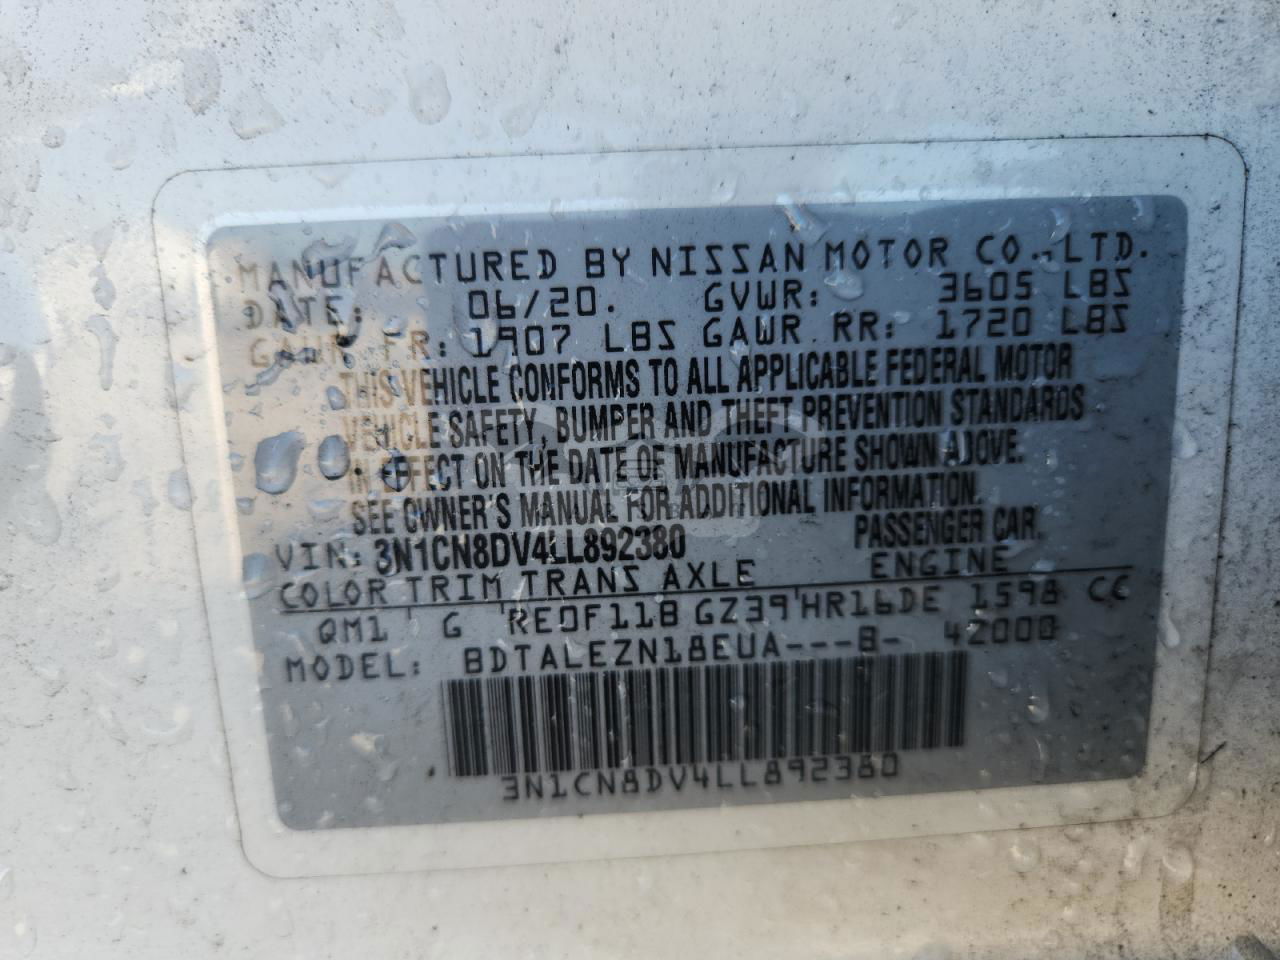 MANUFACTURED BY NISSAN MOTOR CO.,LTD.
DATE: 06/20. GVWR: 3605 LBS
GAWR FR: 1907 LBS GAWR RR: 1720 LBS
THIS VEHICLE CONFORMS TO ALL APPLICABLE FEDERAL MOTOR
VEHICLE SAFETY, BUMPER AND THEFT PREVENTION STANDARDS
IN EFFECT ON THE DATE OF MANUFACTURE SHOWN ABOVE.
SEE OWNER'S MANUAL FOR ADDITIONAL INFORMATION.
VIN: 3N1CN8DV4LL892380 PASSENGER CAR.
COLOR TRIM TRANS AXLE ENGINE
QM1 G RE0F11B GZ39 HR16DE 1598 CC
MODEL: BDTALEZN18EUA---B- 42000
3N1CN8DV4LL892380